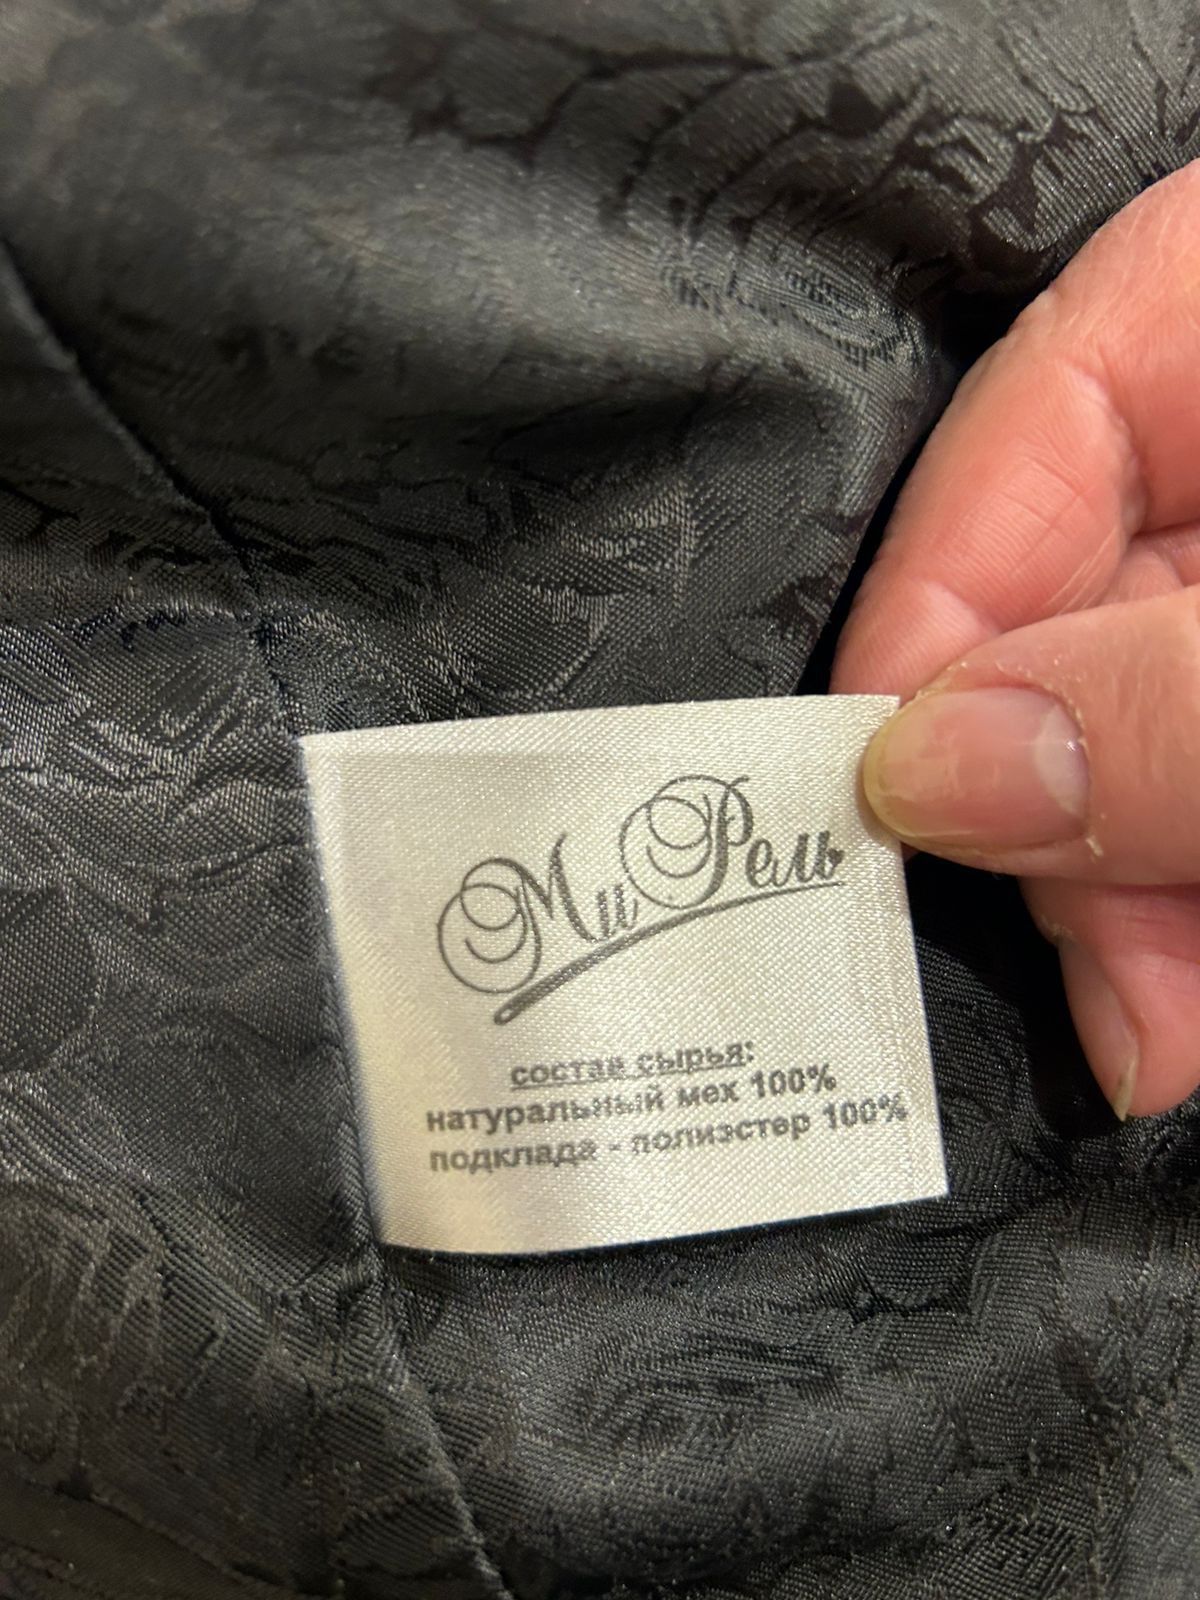 МиРель
состав сырья:
натуральный мех 100%
подклада - полиэстер 100%